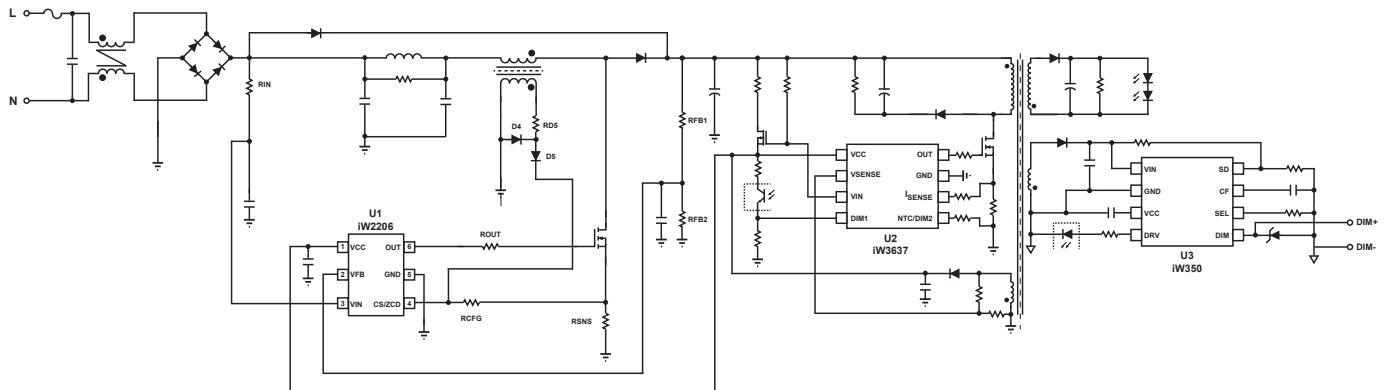 L
N
RIN
D4
RD5
D5
RFB1
RFB2
U1
iW2206
1 VCC
OUT 6
2 VFB
GND 5
3 VIN
CS/ZCD 4
ROUT
RCFG
RSNS
VCC
OUT
VSENSE
GND
VIN
ISENSE
DIM1
NTC/DIM2
U2
iW3637
VIN
SD
GND
CF
VCC
SEL
DRV
DIM
U3
iW350
DIM+
DIM-